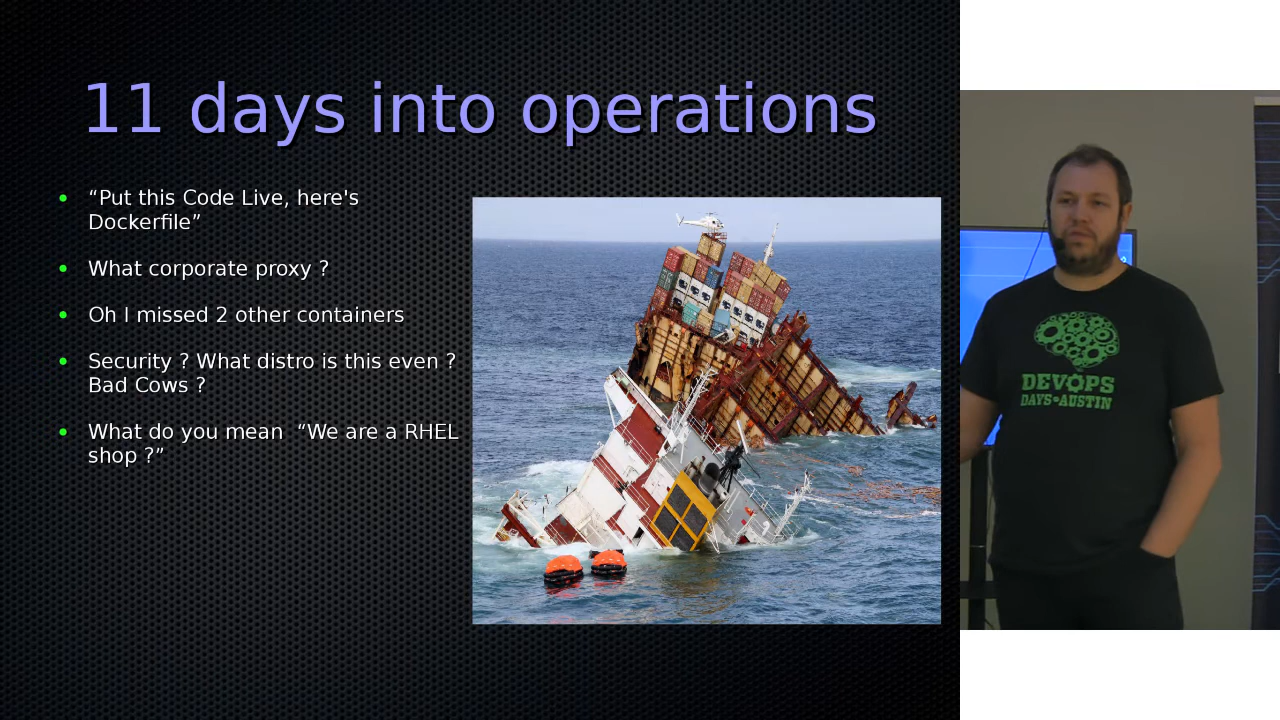 11 days into operations
“Put this Code Live, here's
Dockerfile”
What corporate proxy ?
Oh I missed 2 other containers
Security ? What distro is this even ?
Bad Cows ?
What do you mean  “We are a RHEL
shop ?”
DEVOPS
DAYS AUSTIN